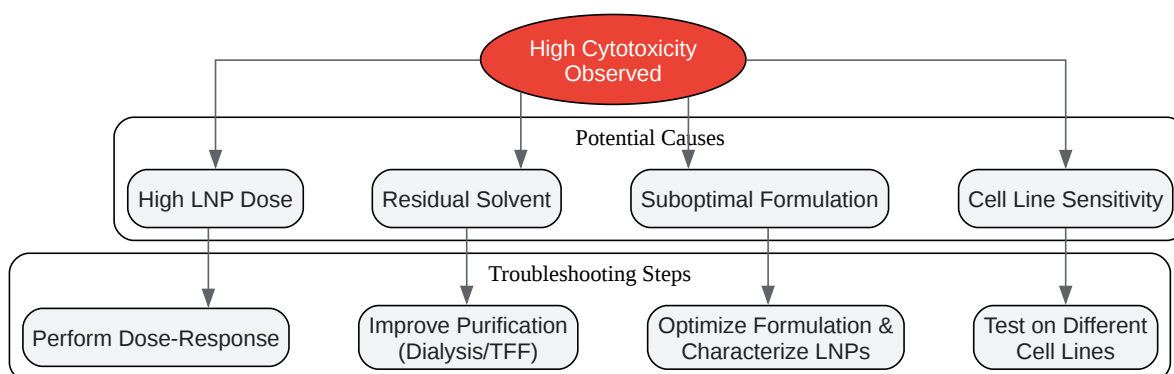 High Cytotoxicity
Observed
Potential Causes
High LNP Dose
Residual Solvent
Suboptimal Formulation
Cell Line Sensitivity
Troubleshooting Steps
Perform Dose-Response
Improve Purification
(Dialysis/TFF)
Optimize Formulation &
Characterize LNPs
Test on Different
Cell Lines